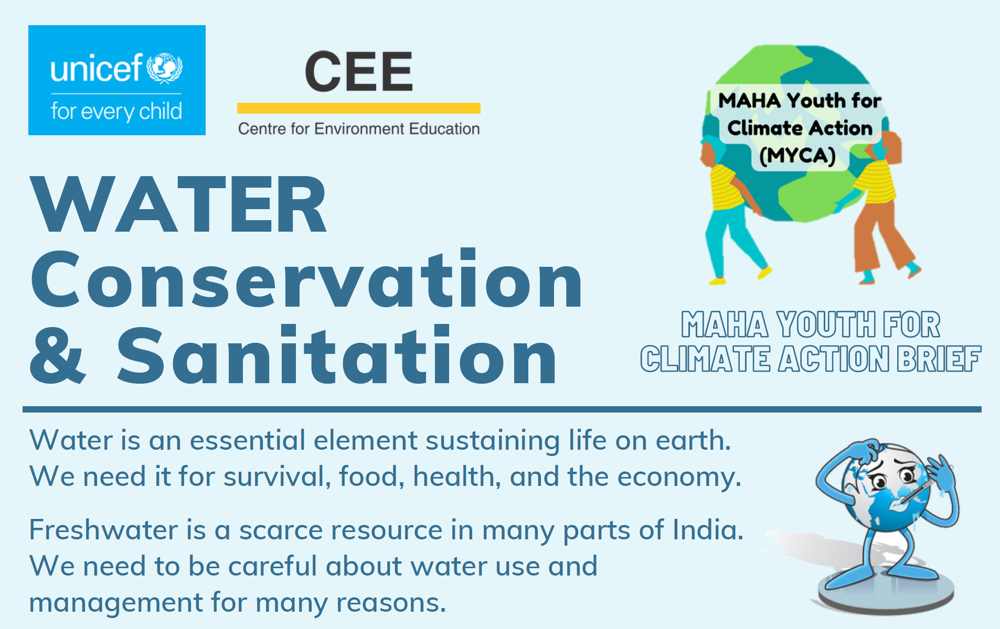 unicef
for every child
CEE
Centre for Environment Education
MAHA Youth for
Climate Action
(MYCA)
WATER
Conservation
& Sanitation
MAHA YOUTH FOR
CLIMATE ACTION BRIEF
Water is an essential element sustaining life on earth.
We need it for survival, food, health, and the economy.
Freshwater is a scarce resource in many parts of India.
We need to be careful about water use and
management for many reasons.